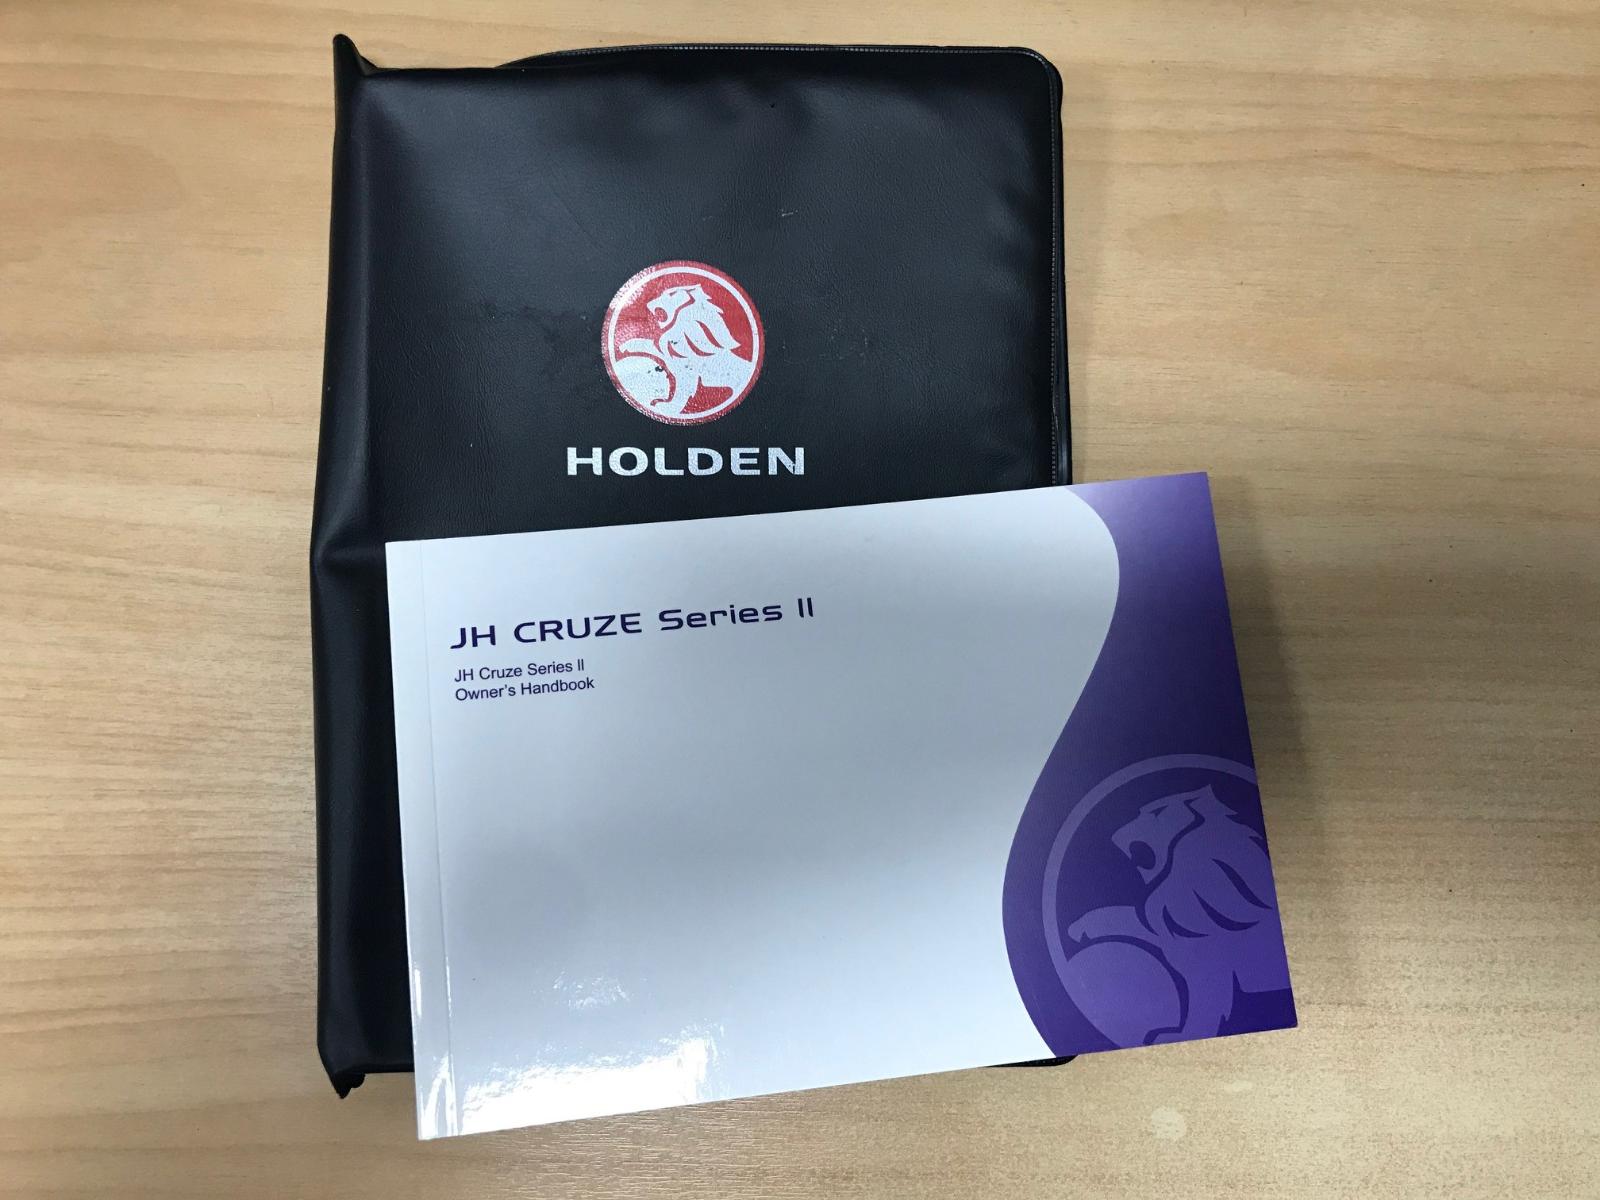 HOLDEN
JH CRUZE Series II
JH Cruze Series II
Owner's Handbook